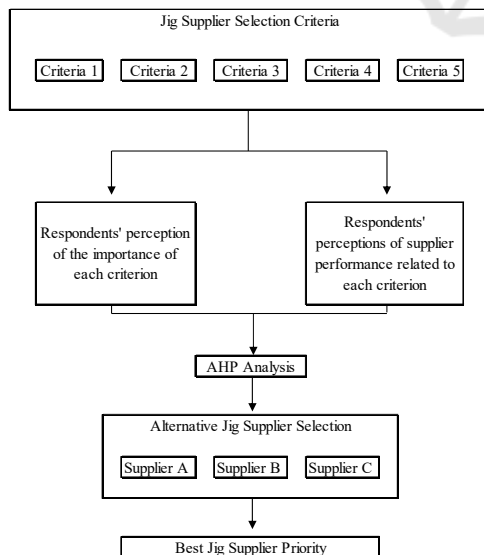 Jig Supplier Selection Criteria
Criteria 1 Criteria 2 Criteria 3 Criteria 4 Criteria 5
Respondents' perception
of the importance of
each criterion
Respondents'
perceptions of supplier
performance related to
each criterion
AHP Analysis
Alternative Jig Supplier Selection
Supplier A Supplier B Supplier C
Best Jig Supplier Priority